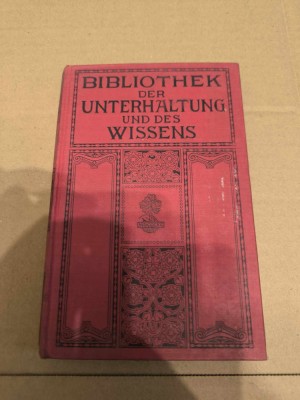 BIBLIOTHEK
DER
UNTERHALTUNG
UND DES
WISSENS